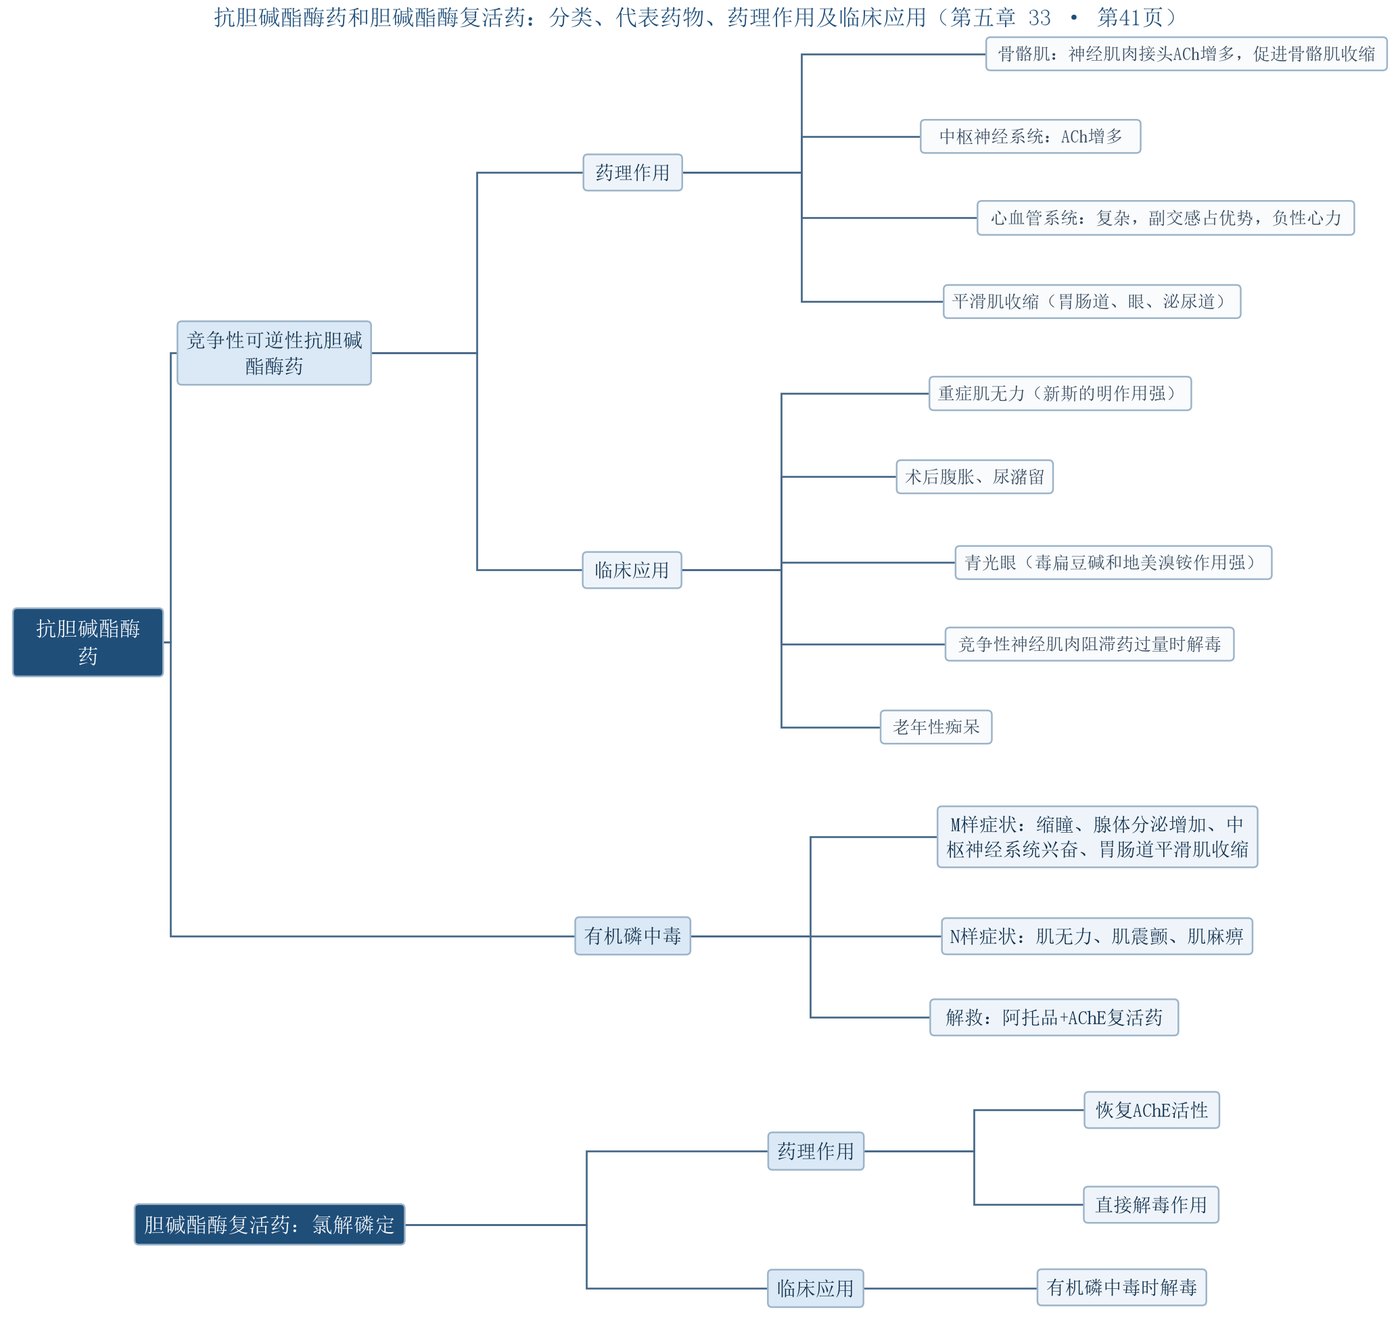 抗胆碱酯酶药和胆碱酯酶复活药：分类、代表药物、药理作用及临床应用（第五章 33 • 第41页）
骨骼肌：神经肌肉接头ACh增多，促进骨骼肌收缩
中枢神经系统：ACh增多
药理作用
心血管系统：复杂，副交感占优势，负性心力
平滑肌收缩（胃肠道、眼、泌尿道）
竞争性可逆性抗胆碱
酯酶药
重症肌无力（新斯的明作用强）
术后腹胀、尿潴留
青光眼（毒扁豆碱和地美溴铵作用强）
临床应用
竞争性神经肌肉阻滞药过量时解毒
老年性痴呆
抗胆碱酯酶
药
M样症状：缩瞳、腺体分泌增加、中
枢神经系统兴奋、胃肠道平滑肌收缩
有机磷中毒
N样症状：肌无力、肌震颤、肌麻痹
解救：阿托品+AChE复活药
恢复AChE活性
药理作用
直接解毒作用
胆碱酯酶复活药：氯解磷定
临床应用
有机磷中毒时解毒